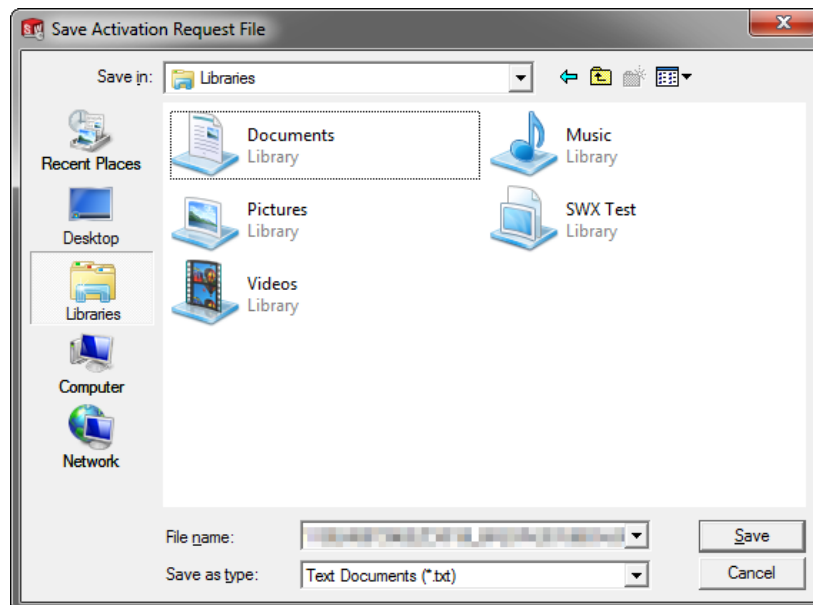 SW Save Activation Request File
Save in: Libraries
Recent Places
Desktop
Libraries
Computer
Network
Documents
Library
Music
Library
Pictures
Library
SWX Test
Library
Videos
Library
File name:
Save
Save as type: Text Documents (*.txt)
Cancel